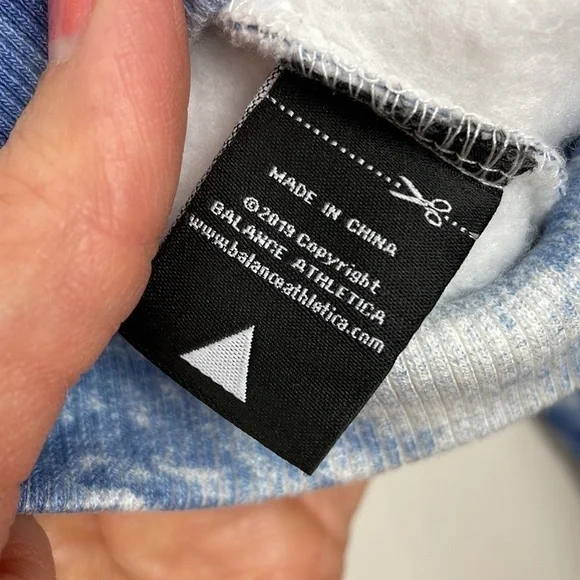 MADE IN CHINA
©2019 Copyright
BALANCE ATHLETICA
www.balanceathletica.com